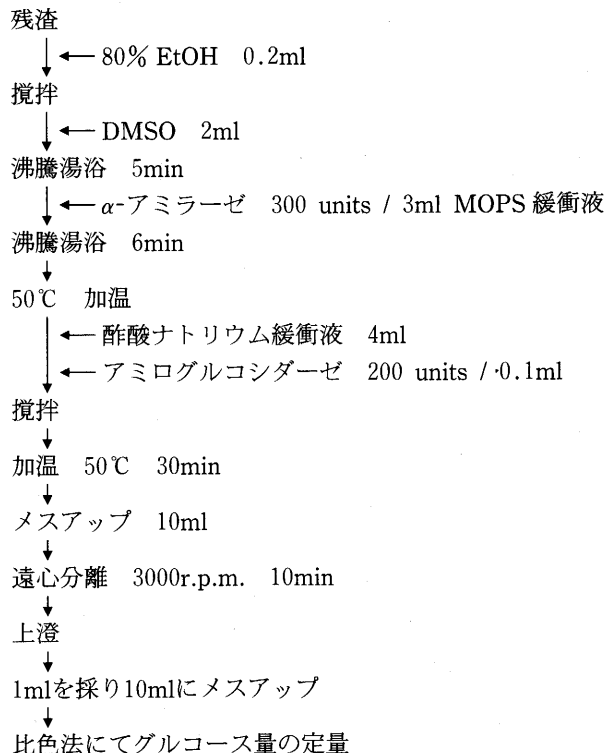 残渣
80% EtOH 0.2ml
攪拌
DMSO 2ml
沸騰湯浴 5min
α-アミラーゼ 300 units / 3ml MOPS 緩衝液
沸騰湯浴 6min
50℃ 加温
酢酸ナトリウム緩衝液 4ml
アミログルコシダーゼ 200 units / 0.1ml
攪拌
加温 50℃ 30min
メスアップ 10ml
遠心分離 3000r.p.m. 10min
上澄
1mlを採り10mlにメスアップ
比色法にてグルコース量の定量